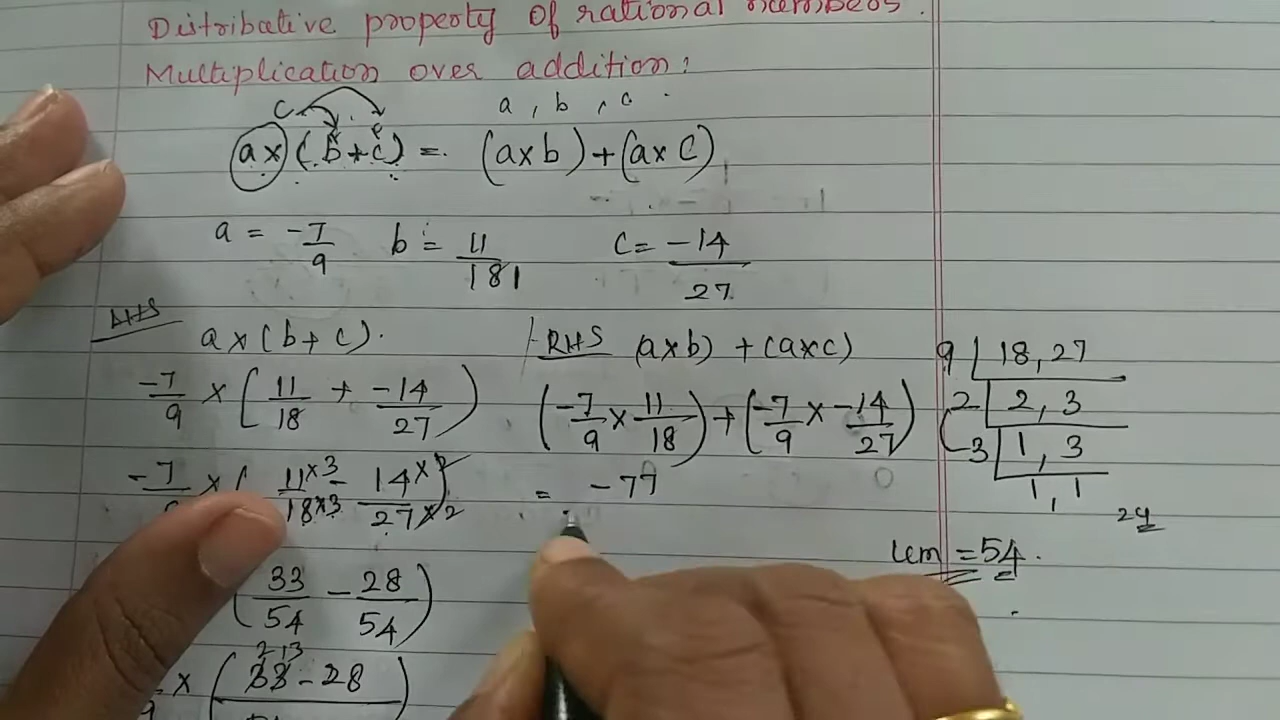 Distributive property of rational numbers.
Multiplication over addition:
a, b, c
a × (b+c) = (a×b) + (a×c)
a = -7/9 b = 11/18 c = -14/27
LHS
a × (b+c).
RHS (a×b) + (a×c)
-7/9 × [11/18 + -14/27)
(-7/9 × 11/18) + (-7/9 × -14/27)
-7/ × ( 11×3/18×3 - 14×2/27×2 )
= -77
(33/54 - 28/54)
× (33 - 28
9 | 18, 27
2 | 2, 3
3 | 1, 3
1, 1
lcm = 54.